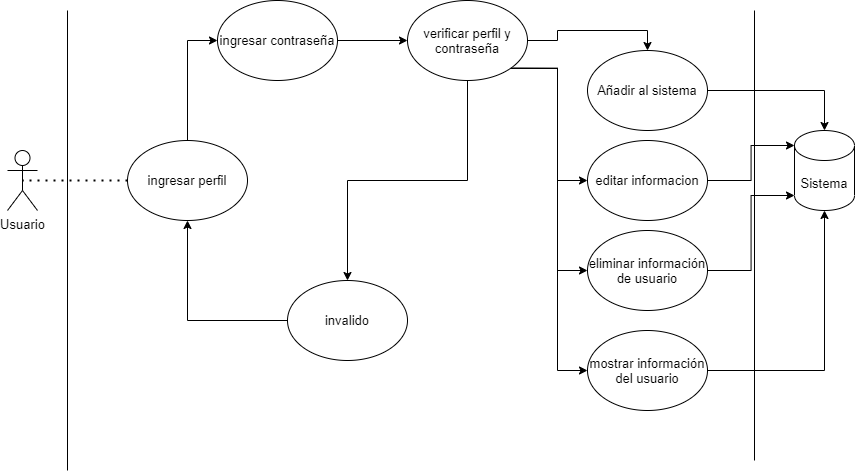 ingresar contraseña
verificar perfil y
contraseña
Añadir al sistema
Usuario
ingresar perfil
editar informacion
Sistema
eliminar información
de usuario
invalido
mostrar información
del usuario